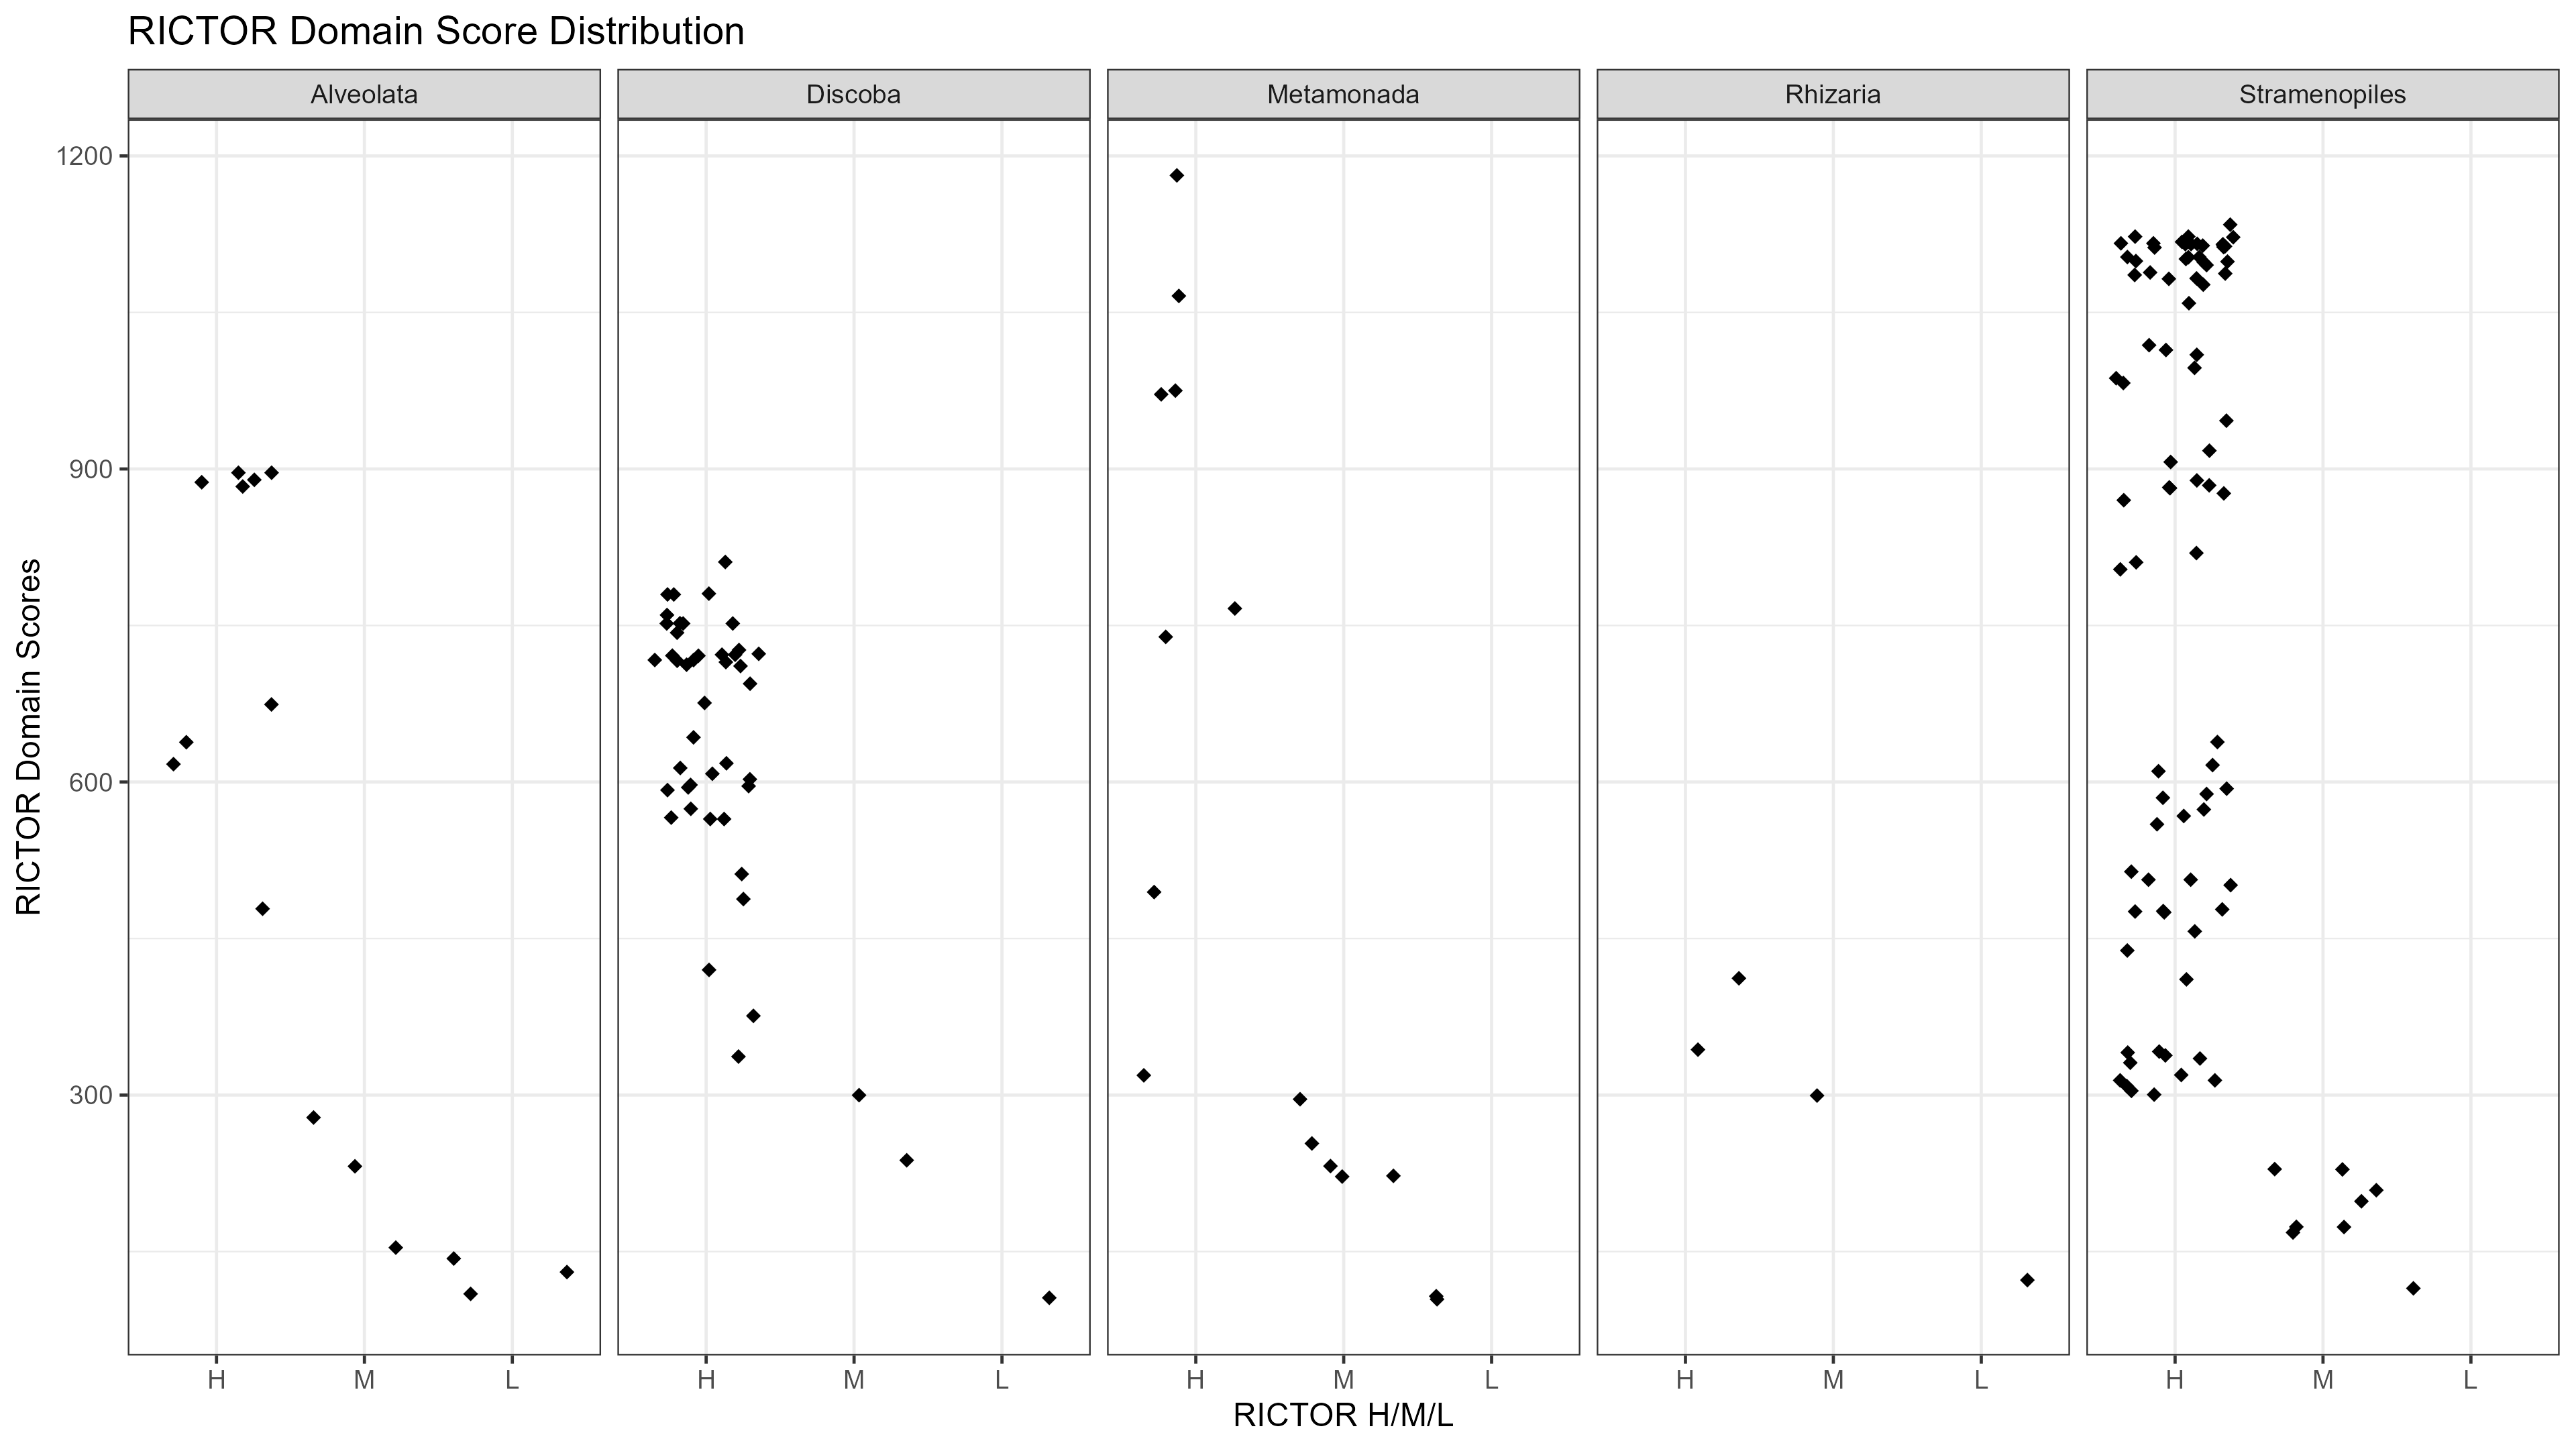 RICTOR Domain Score Distribution
Alveolata
Discoba
Metamonada
Rhizaria
Stramenopiles
RICTOR Domain Scores
1200
900
600
300
H M L
H M L
H M L
H M L
H M L
RICTOR H/M/L